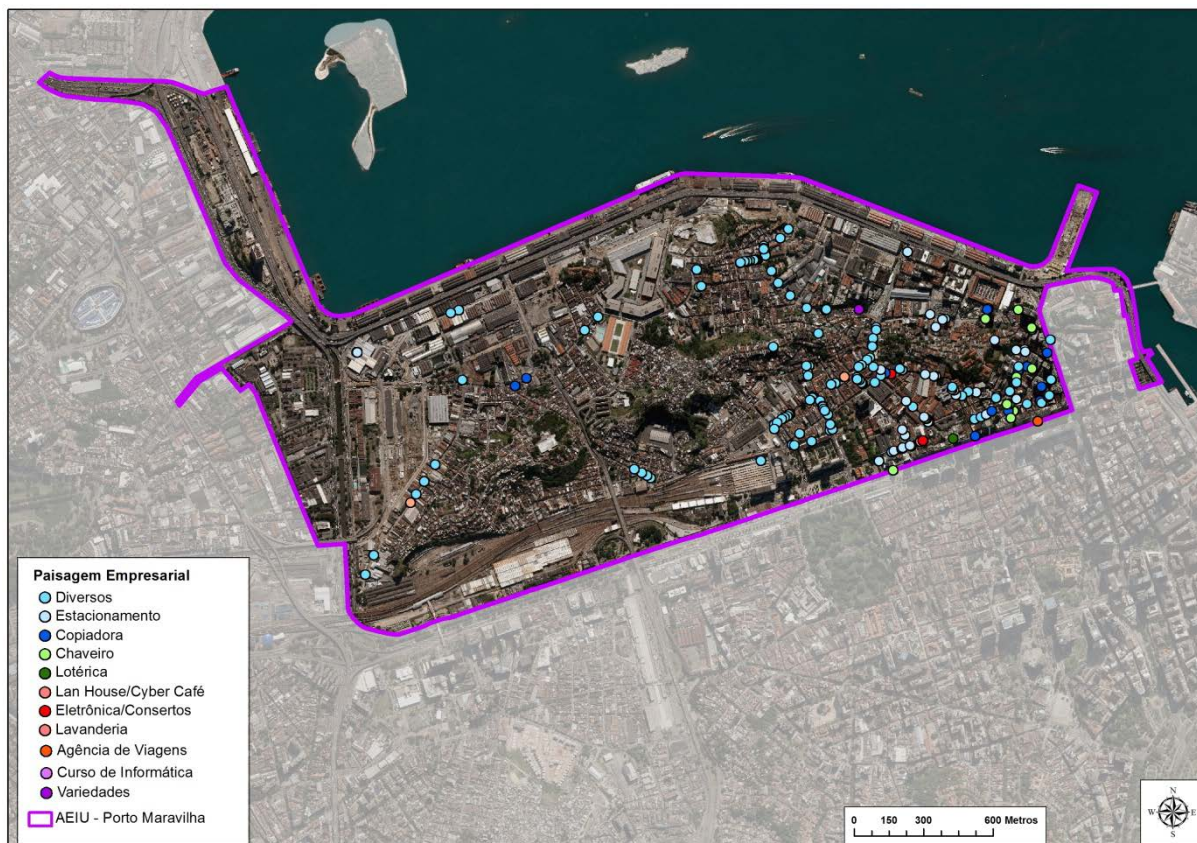 Paisagem Empresarial
Diversos
Estacionamento
Copiadora
Chaveiro
Lotérica
Lan House/Cyber Café
Eletrônica/Consertos
Lavanderia
Agência de Viagens
Curso de Informática
Variedades
AEIU - Porto Maravilha
0 150 300 600 Metros
N
W E
S